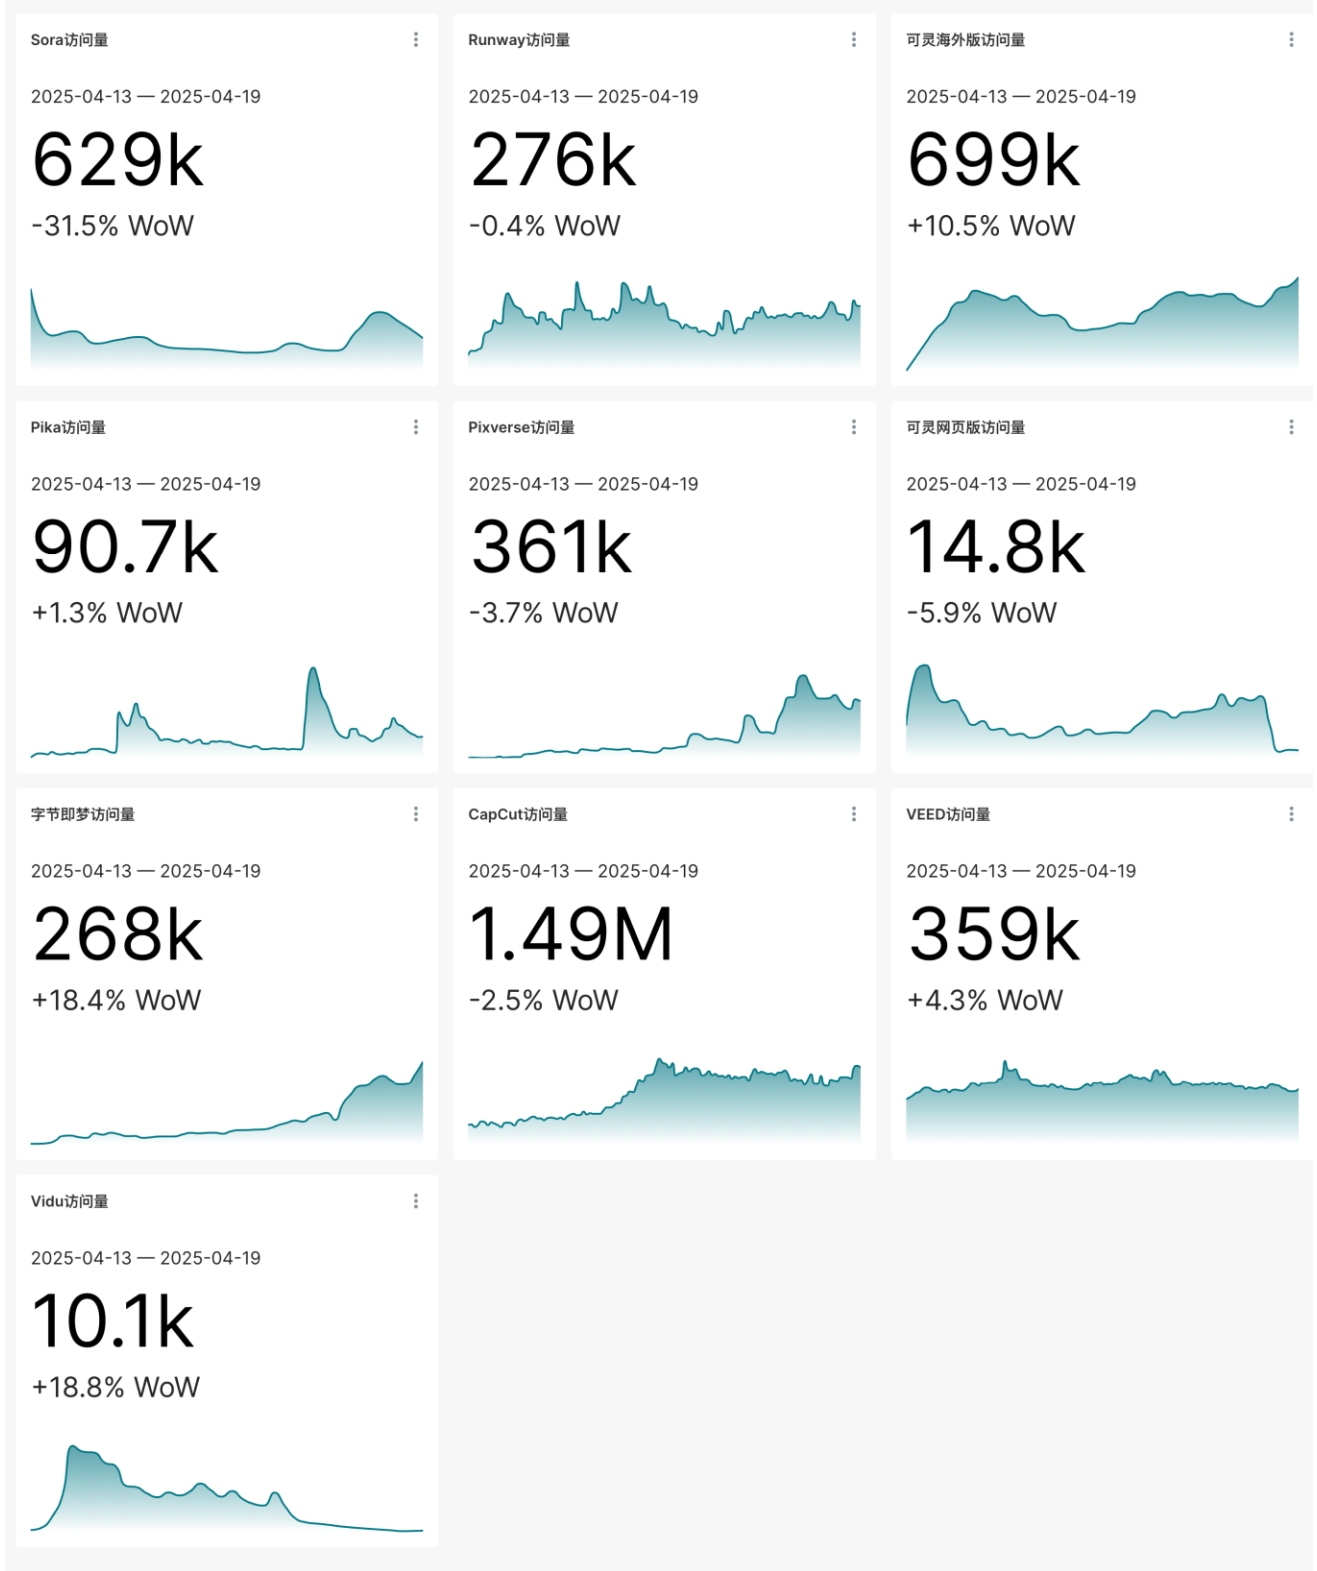 Sora访问量
2025-04-13 — 2025-04-19
629k
-31.5% WoW
Runway访问量
2025-04-13 — 2025-04-19
276k
-0.4% WoW
可灵海外版访问量
2025-04-13 — 2025-04-19
699k
+10.5% WoW
Pika访问量
2025-04-13 — 2025-04-19
90.7k
+1.3% WoW
Pixverse访问量
2025-04-13 — 2025-04-19
361k
-3.7% WoW
可灵网页版访问量
2025-04-13 — 2025-04-19
14.8k
-5.9% WoW
字节即梦访问量
2025-04-13 — 2025-04-19
268k
+18.4% WoW
CapCut访问量
2025-04-13 — 2025-04-19
1.49M
-2.5% WoW
VEED访问量
2025-04-13 — 2025-04-19
359k
+4.3% WoW
Vidu访问量
2025-04-13 — 2025-04-19
10.1k
+18.8% WoW